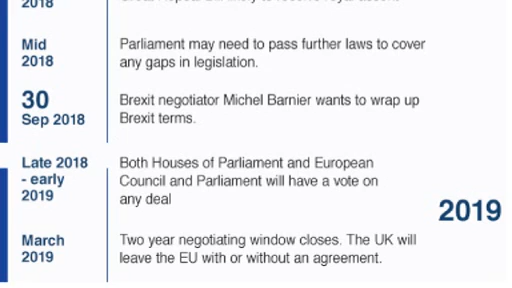 2018
Mid
2018
Parliament may need to pass further laws to cover
any gaps in legislation.
30
Sep 2018
Brexit negotiator Michel Barnier wants to wrap up
Brexit terms.
Late 2018
- early
2019
Both Houses of Parliament and European
Council and Parliament will have a vote on
any deal
2019
March
2019
Two year negotiating window closes. The UK will
leave the EU with or without an agreement.